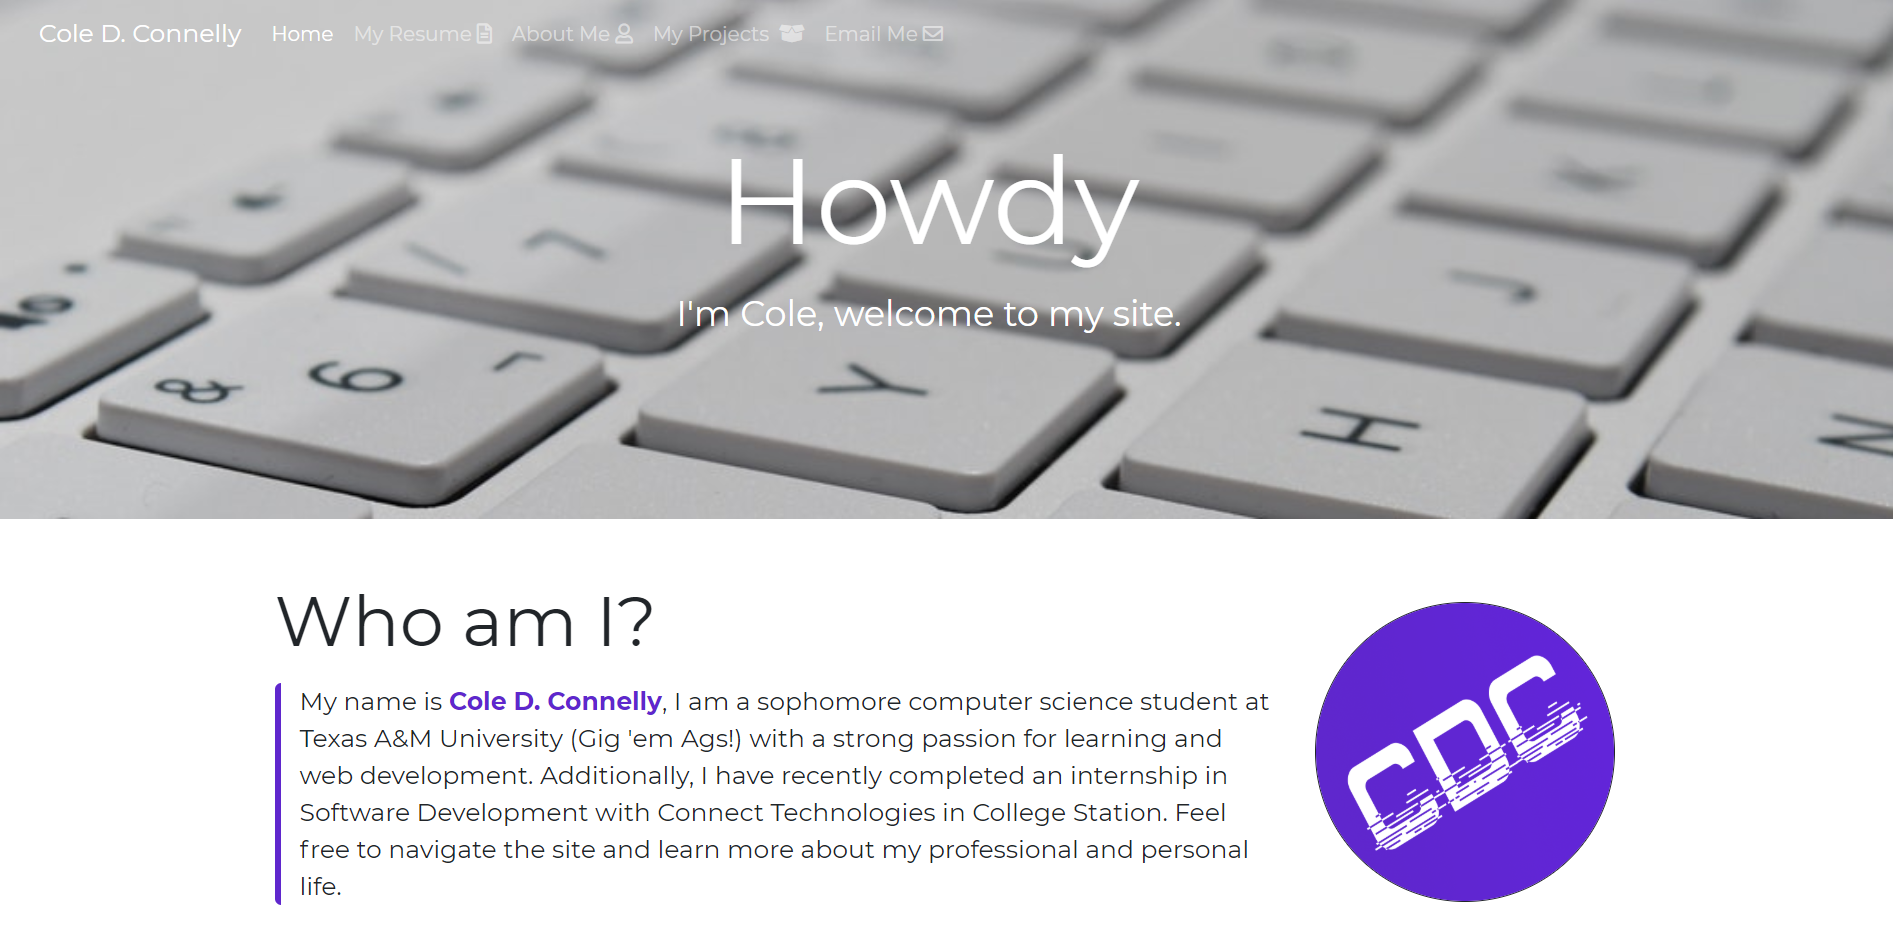 Cole D. Connelly Home My Resume About Me My Projects Email Me
Howdy
I'm Cole, welcome to my site.
& 6 Y H J K N
Who am I?
My name is Cole D. Connelly, I am a sophomore computer science student at
Texas A&M University (Gig 'em Ags!) with a strong passion for learning and
web development. Additionally, I have recently completed an internship in
Software Development with Connect Technologies in College Station. Feel
free to navigate the site and learn more about my professional and personal
life.
CDC